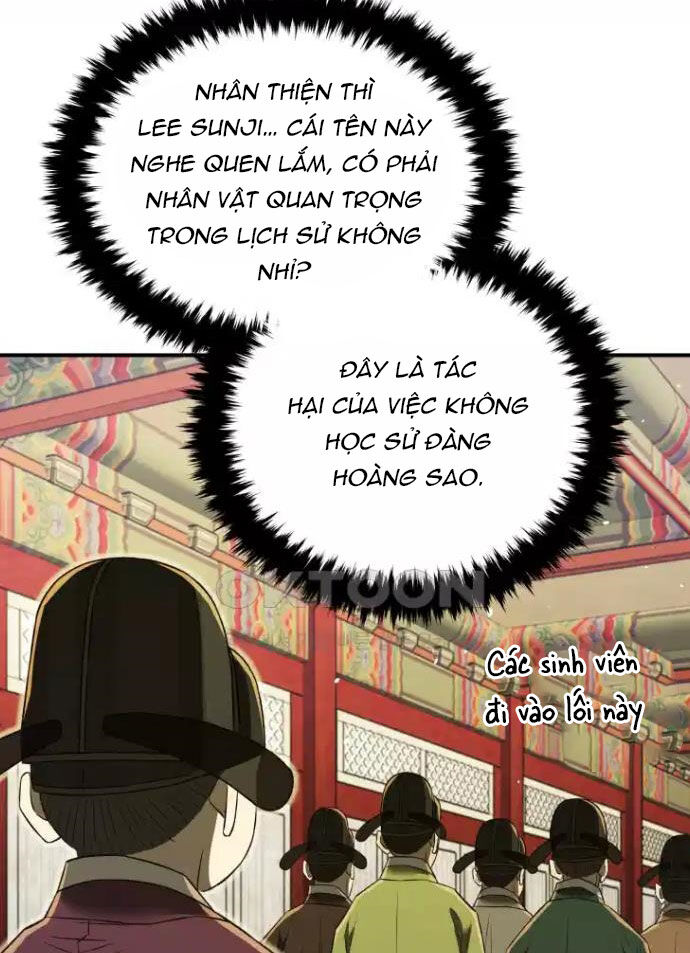 NHÂN THIỆN THÌ
LEE SUNJI... CÁI TÊN NÀY
NGHE QUEN LẮM, CÓ PHẢI
NHÂN VẬT QUAN TRỌNG
TRONG LỊCH SỬ KHÔNG
NHỈ?
ĐÂY LÀ TÁC
HẠI CỦA VIỆC KHÔNG
HỌC SỬ ĐÀNG
HOÀNG SAO.
Các sinh viên
đi vào lối này